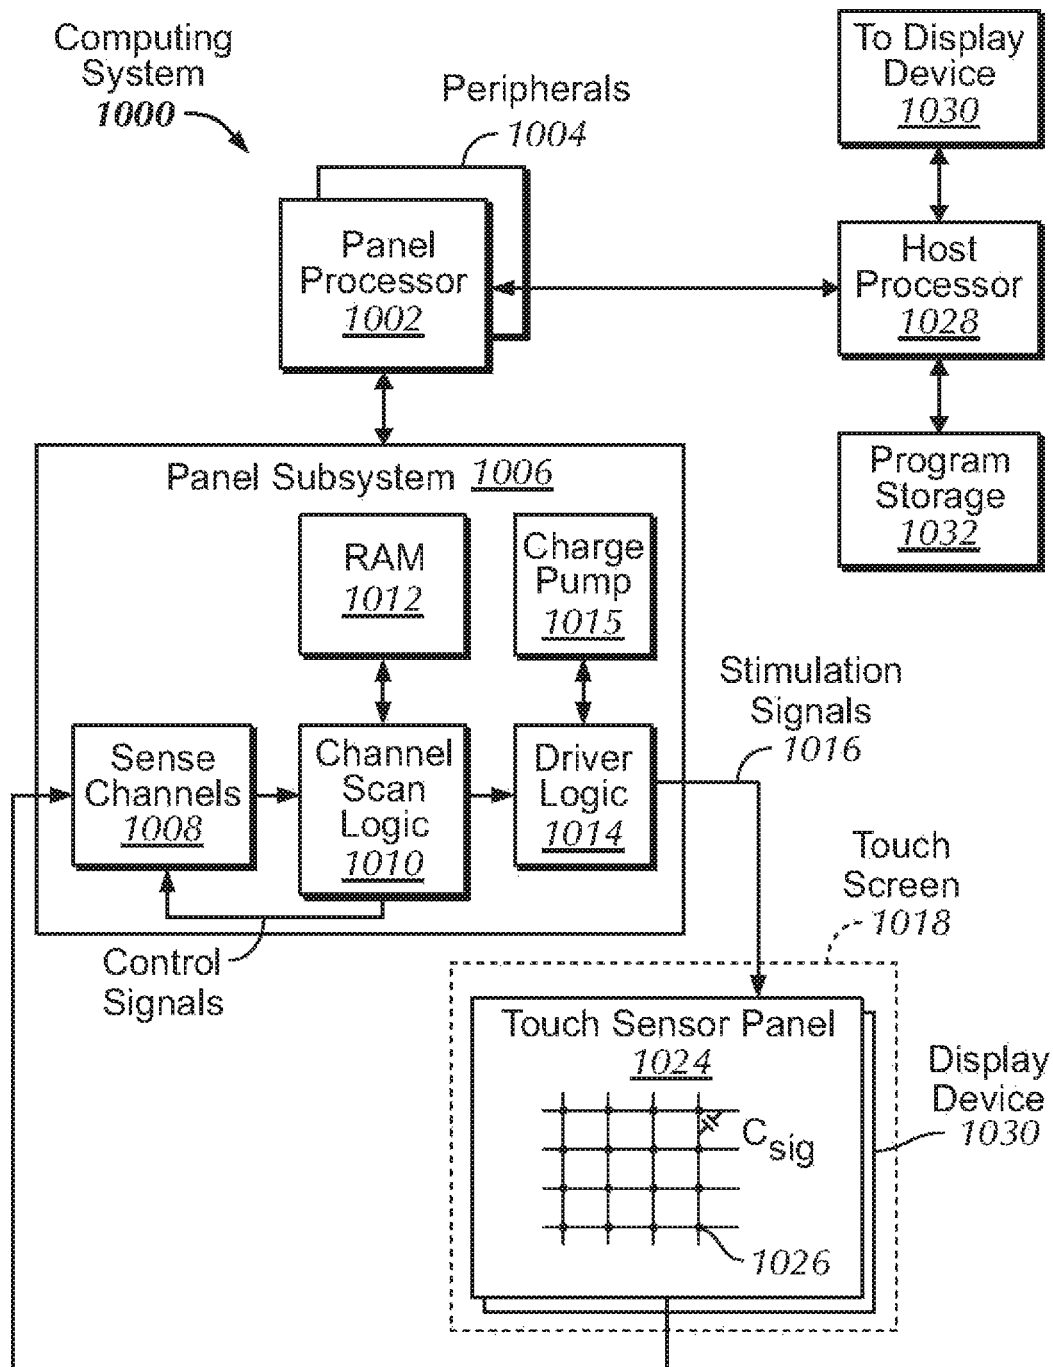 Computing
System
1000
Peripherals
1004
To Display
Device
1030
Panel
Processor
1002
Host
Processor
1028
Program
Storage
1032
Panel Subsystem 1006
RAM
1012
Charge
Pump
1015
Sense
Channels
1008
Channel
Scan
Logic
1010
Driver
Logic
1014
Stimulation
Signals
1016
Control
Signals
Touch
Screen
1018
Touch Sensor Panel
1024
Csig
1026
Display
Device
1030